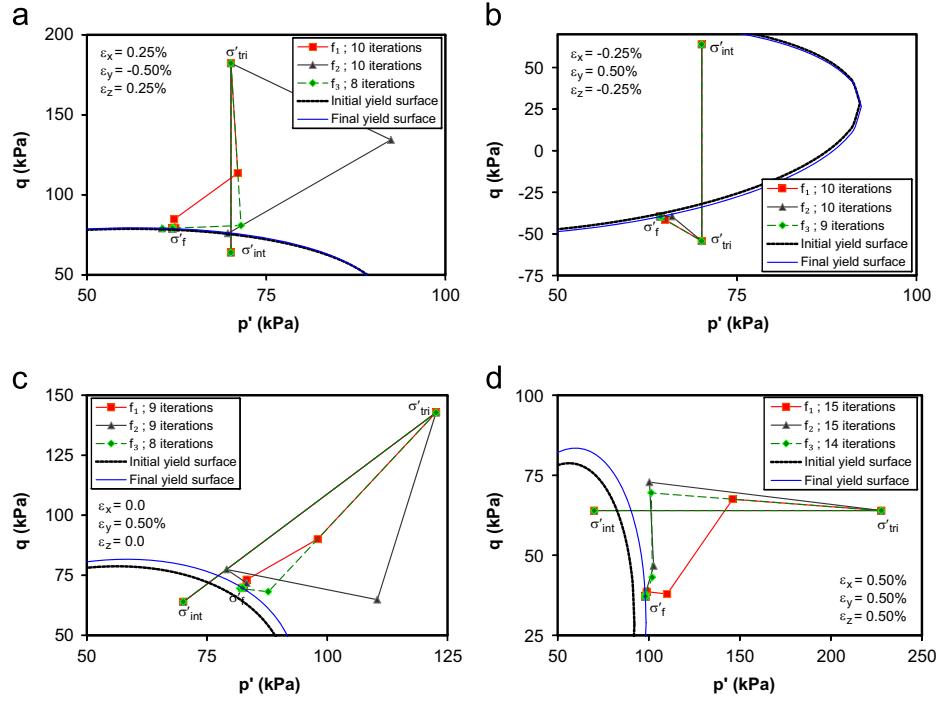 a
200
150
100
50
50
75
100
q (kPa)
p' (kPa)
εx = 0.25%
εy = -0.50%
εz = 0.25%
σ′tri
σ′f
σ′int
f1 ; 10 iterations
f2 ; 10 iterations
f3 ; 8 iterations
Initial yield surface
Final yield surface
b
50
25
0
-25
-50
-75
50
75
100
q (kPa)
p' (kPa)
εx = -0.25%
εy = 0.50%
εz = -0.25%
σ′int
σ′f
σ′tri
f1 ; 10 iterations
f2 ; 10 iterations
f3 ; 9 iterations
Initial yield surface
Final yield surface
c
150
125
100
75
50
50
75
100
125
q (kPa)
p' (kPa)
f1 ; 9 iterations
f2 ; 9 iterations
f3 ; 8 iterations
Initial yield surface
Final yield surface
εx = 0.0
εy = 0.50%
εz = 0.0
σ′tri
σ′f
σ′int
d
100
75
50
25
50
100
150
200
250
q (kPa)
p' (kPa)
f1 ; 15 iterations
f2 ; 15 iterations
f3 ; 14 iterations
Initial yield surface
Final yield surface
σ′int
σ′tri
σ′f
εx = 0.50%
εy = 0.50%
εz = 0.50%